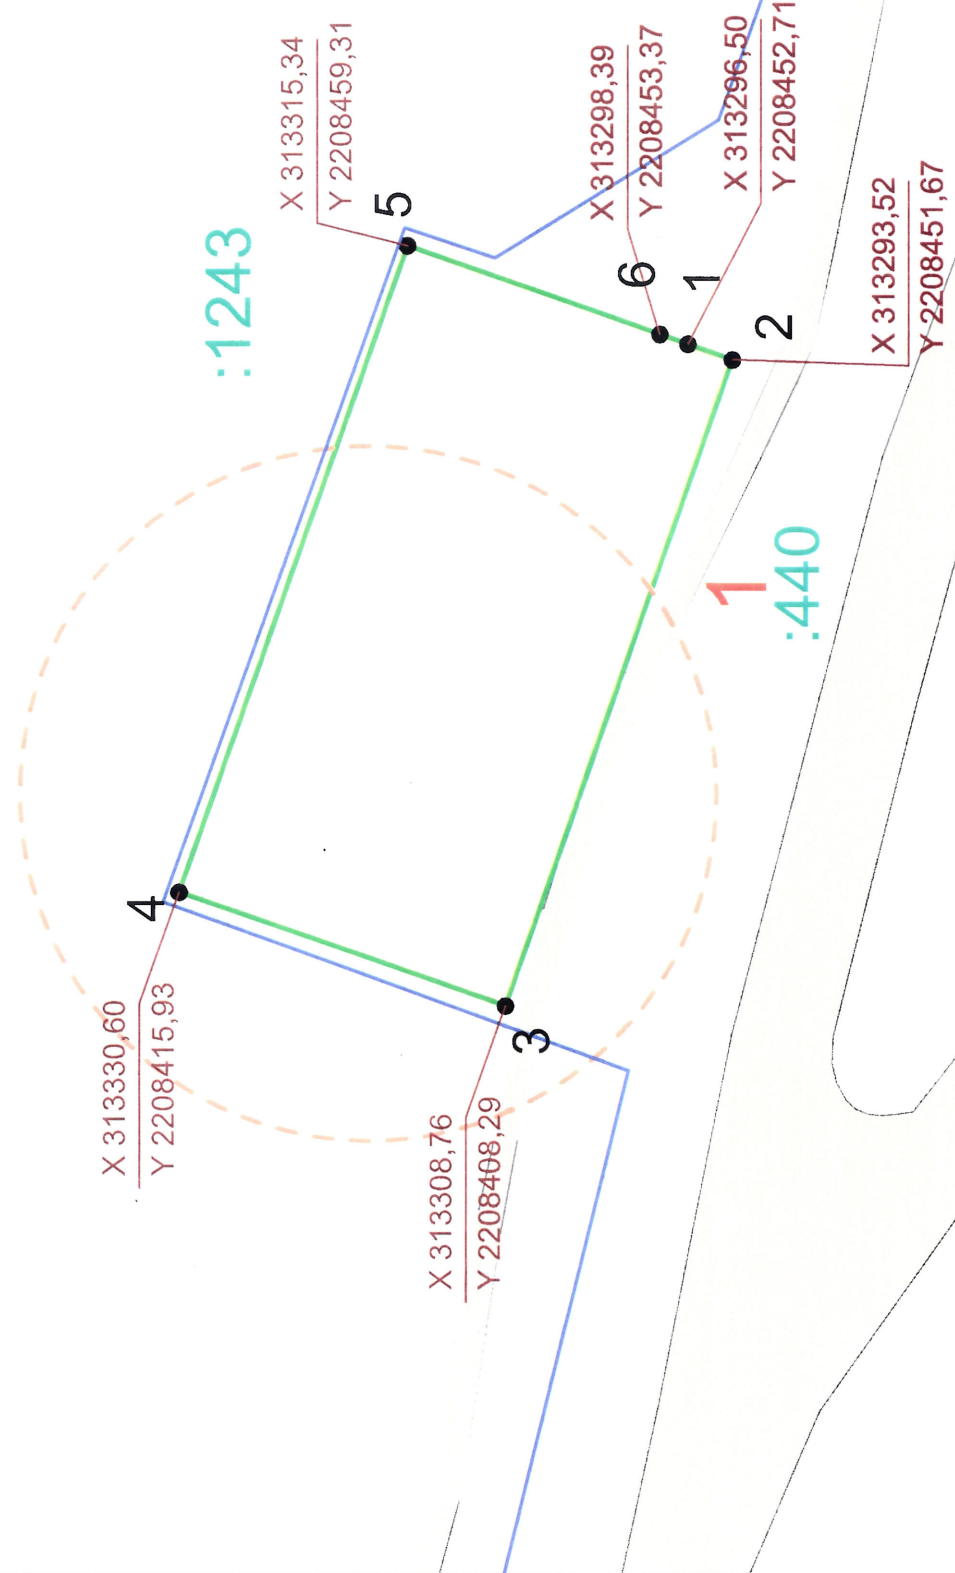 X 313330,60
Y 2208415,93
4
:1243
X 313315,34
Y 2208459,31
5
X 313308,76
Y 2208408,29
3
X 313298,39
Y 2208453,37
6
X 313296,50
Y 2208452,71
1
2
X 313293,52
Y 2208451,67
1
:440